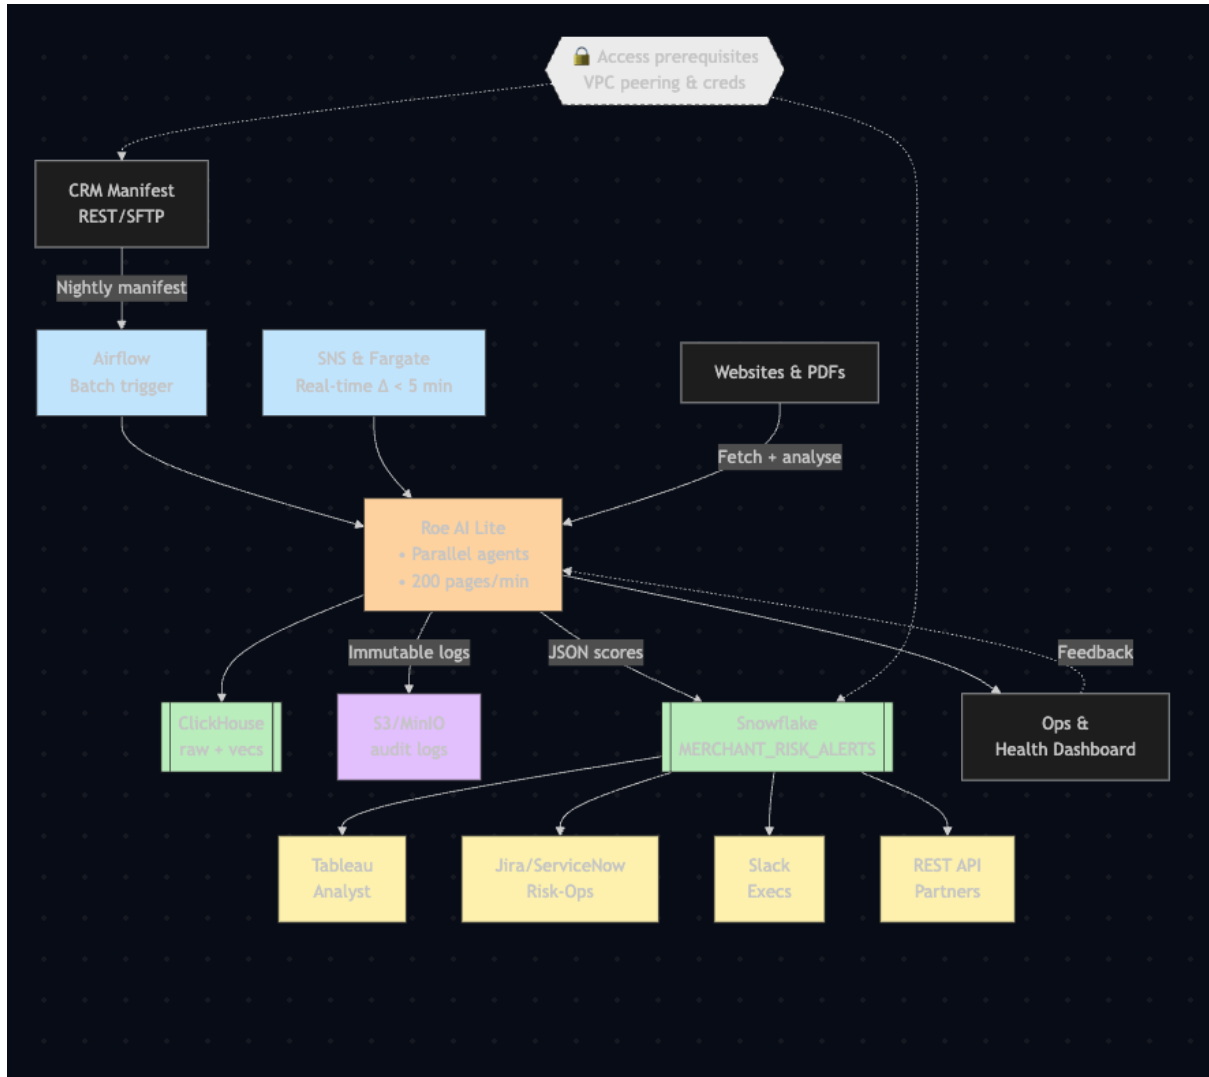 🔒 Access prerequisites
VPC peering & creds
CRM Manifest
REST/SFTP
Nightly manifest
Airflow
Batch trigger
SNS & Fargate
Real-time Δ < 5 min
Websites & PDFs
Fetch + analyse
Roe AI Lite
• Parallel agents
• 200 pages/min
Immutable logs
JSON scores
Feedback
ClickHouse
raw + vecs
S3/MinIO
audit logs
Snowflake
MERCHANT_RISK_ALERTS
Ops &
Health Dashboard
Tableau
Analyst
Jira/ServiceNow
Risk-Ops
Slack
Execs
REST API
Partners